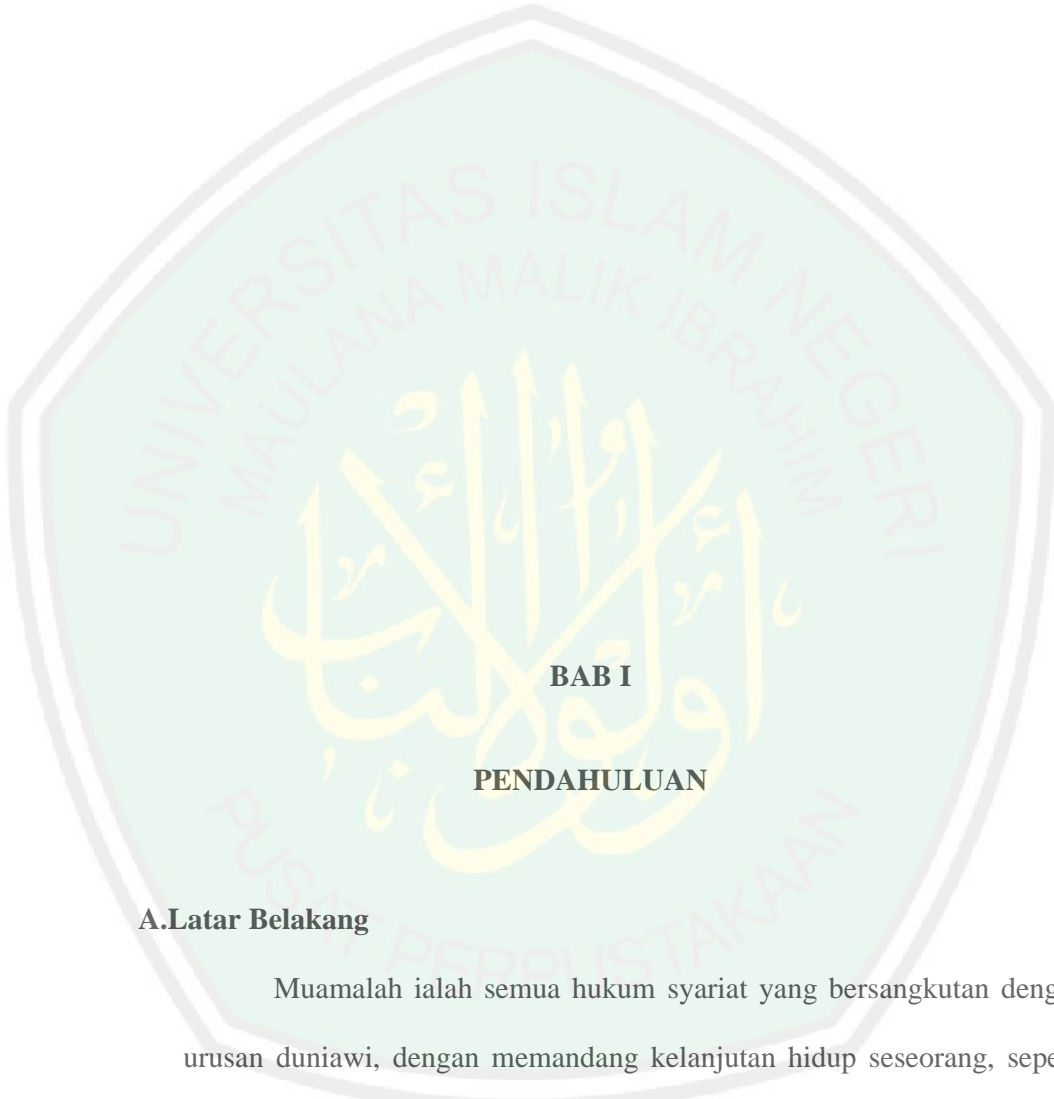 UNIVERSITAS ISLAM NEGERI
MAULANA MALIK IBRAHIM
أولو الألباب
BAB I
PENDAHULUAN
A.Latar Belakang
Muamalah ialah semua hukum syariat yang bersangkutan
urusan duniawi, dengan memandang kelanjutan hidup seseorang,
PUSAT PERPUSTAKAAN